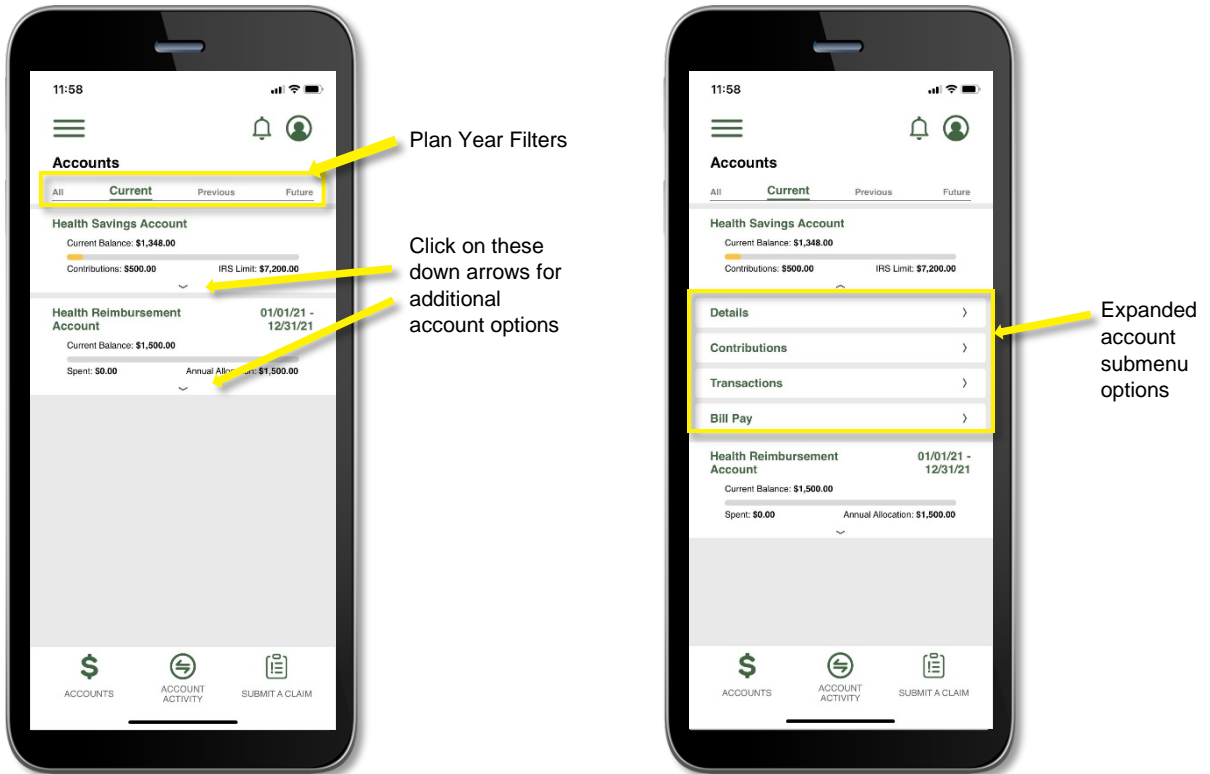 11:58
Accounts
All Current Previous Future
Health Savings Account
Current Balance: $1,348.00
Contributions: $500.00 IRS Limit: $7,200.00
Health Reimbursement 01/01/21 -
Account 12/31/21
Current Balance: $1,500.00
Spent: $0.00 Annual Allocation: $1,500.00
ACCOUNTS
ACCOUNT
ACTIVITY
SUBMIT A CLAIM
Plan Year Filters
Click on these
down arrows for
additional
account options
11:58
Accounts
All Current Previous Future
Health Savings Account
Current Balance: $1,348.00
Contributions: $500.00 IRS Limit: $7,200.00
Details
Contributions
Transactions
Bill Pay
Health Reimbursement 01/01/21 -
Account 12/31/21
Current Balance: $1,500.00
Spent: $0.00 Annual Allocation: $1,500.00
ACCOUNTS
ACCOUNT
ACTIVITY
SUBMIT A CLAIM
Expanded
account
submenu
options